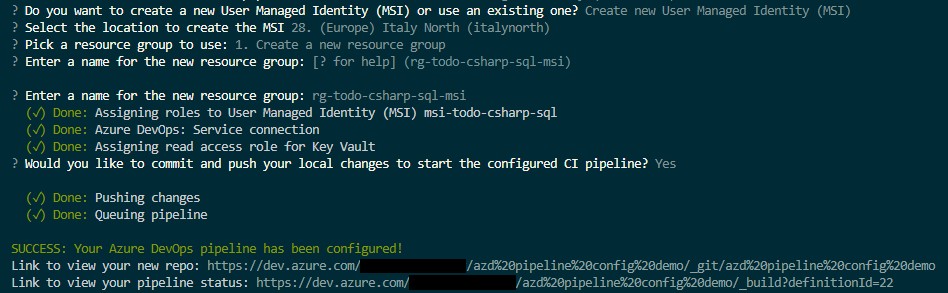 ? Do you want to create a new User Managed Identity (MSI) or use an existing one? Create new User Managed Identity (MSI)
? Select the location to create the MSI 28. (Europe) Italy North (italynorth)
? Pick a resource group to use: 1. Create a new resource group
? Enter a name for the new resource group: [? for help] (rg-todo-csharp-sql-msi)
? Enter a name for the new resource group: rg-todo-csharp-sql-msi
(✓) Done: Assigning roles to User Managed Identity (MSI) msi-todo-csharp-sql
(✓) Done: Azure DevOps: Service connection
(✓) Done: Assigning read access role for Key Vault
? Would you like to commit and push your local changes to start the configured CI pipeline? Yes
(✓) Done: Pushing changes
(✓) Done: Queuing pipeline
SUCCESS: Your Azure DevOps pipeline has been configured!
Link to view your new repo: https://dev.azure.com/ /azd%20pipeline%20config%20demo/_git/azd%20pipeline%20config%20demo
Link to view your pipeline status: https://dev.azure.com/ /azd%20pipeline%20config%20demo/_build?definitionId=22